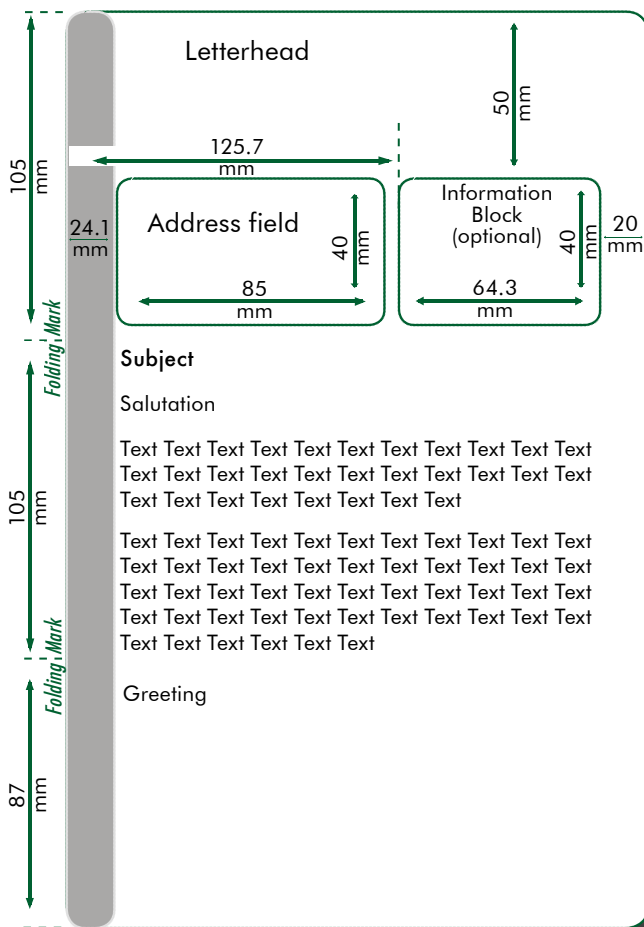 Letterhead
50
mm
105
mm
125.7
mm
24.1
mm
Address field
40
mm
85
mm
Information
Block
(optional)
40
mm
64.3
mm
20
mm
Folding Mark
Subject
Salutation
Text Text Text Text Text Text Text Text Text Text Text
Text Text Text Text Text Text Text Text Text Text Text
Text Text Text Text Text Text Text Text
105
mm
Text Text Text Text Text Text Text Text Text Text Text
Text Text Text Text Text Text Text Text Text Text Text
Text Text Text Text Text Text Text Text Text Text Text
Text Text Text Text Text Text Text Text Text Text Text
Text Text Text Text Text Text
Folding Mark
Greeting
87
mm